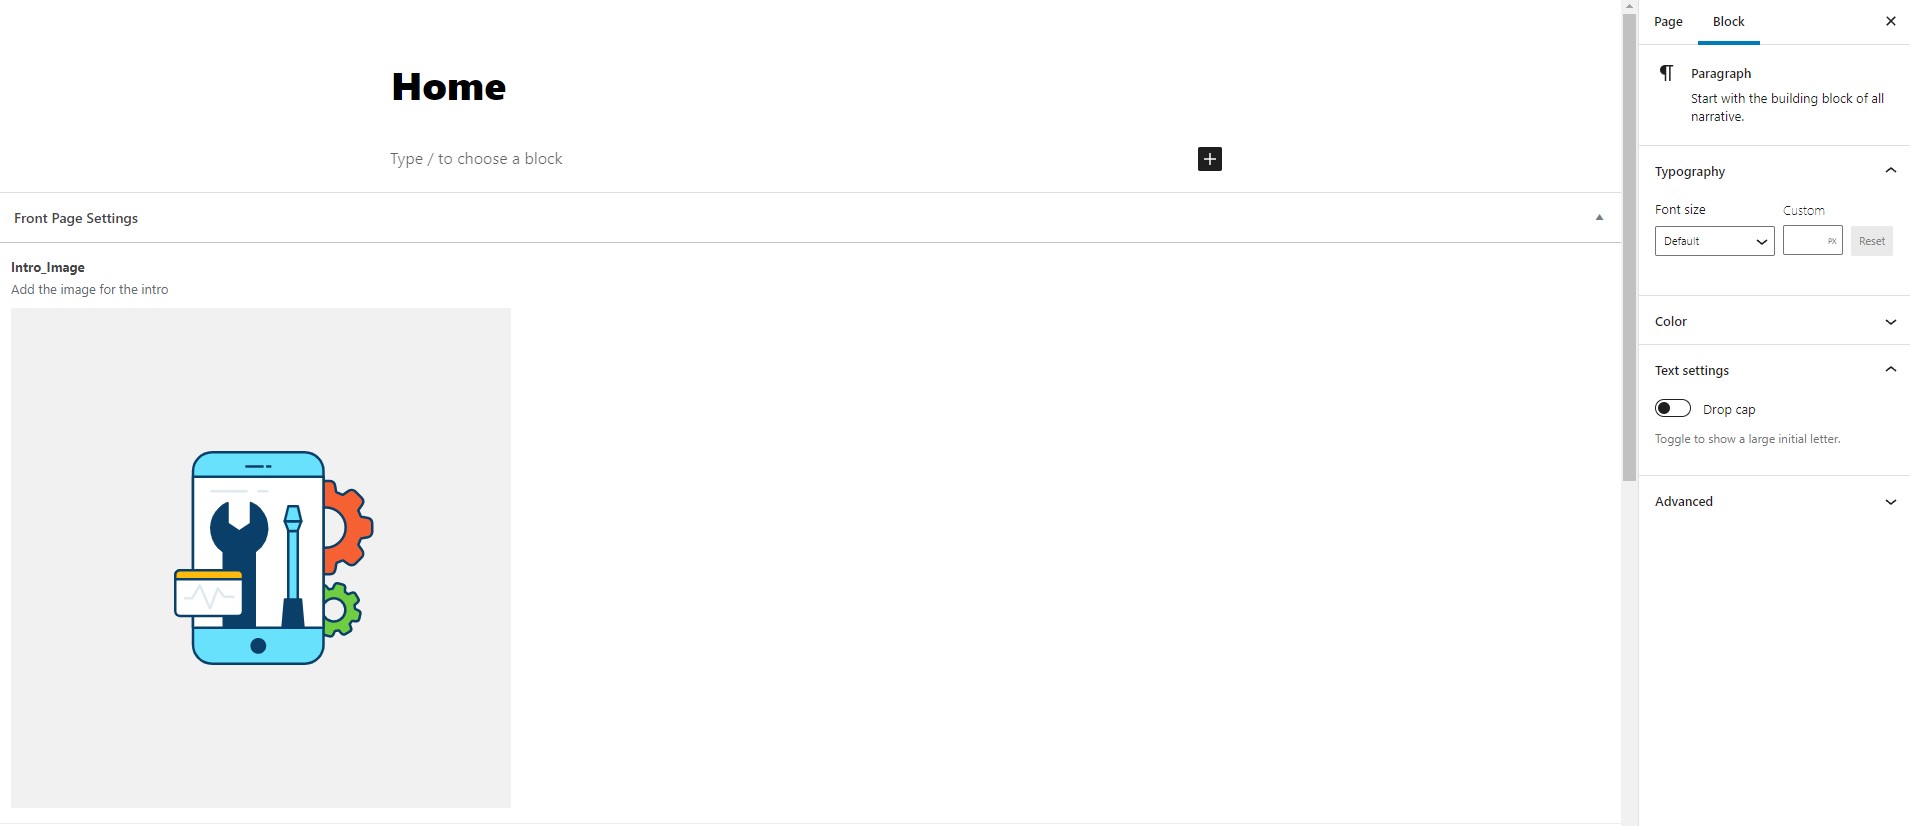 Home
Type / to choose a block
Front Page Settings
Intro_Image
Add the image for the intro
Page Block
Paragraph
Start with the building block of all
narrative.
Typography
Font size Custom
Default PX Reset
Color
Text settings
Drop cap
Toggle to show a large initial letter.
Advanced